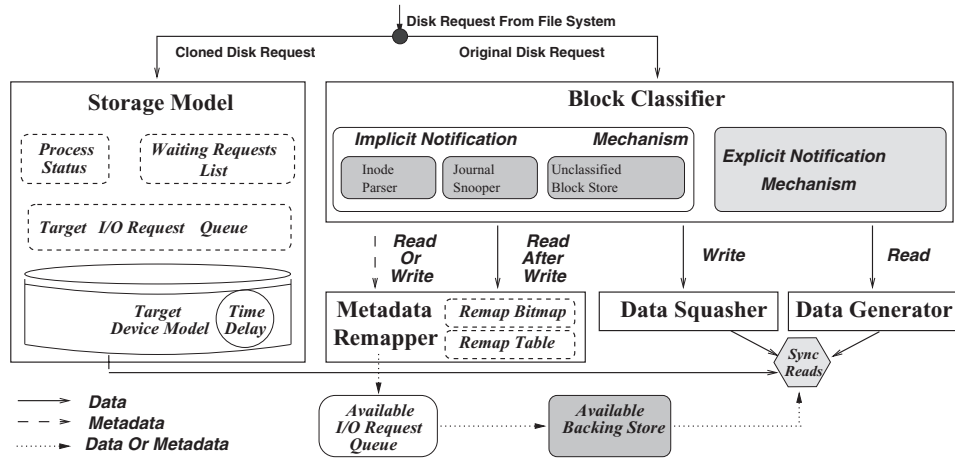 Disk Request From File System
Cloned Disk Request
Original Disk Request
Storage Model
Process
Status
Waiting Requests
List
Target I/O Request Queue
Target
Device Model
Time
Delay
Block Classifier
Implicit Notification Mechanism
Inode
Parser
Journal
Snooper
Unclassified
Block Store
Explicit Notification
Mechanism
Read
Or
Write
Read
After
Write
Write
Read
Metadata
Remapper
Remap Bitmap
Remap Table
Data Squasher
Data Generator
Sync
Reads
Available
I/O Request
Queue
Available
Backing Store
Data
Metadata
Data Or Metadata